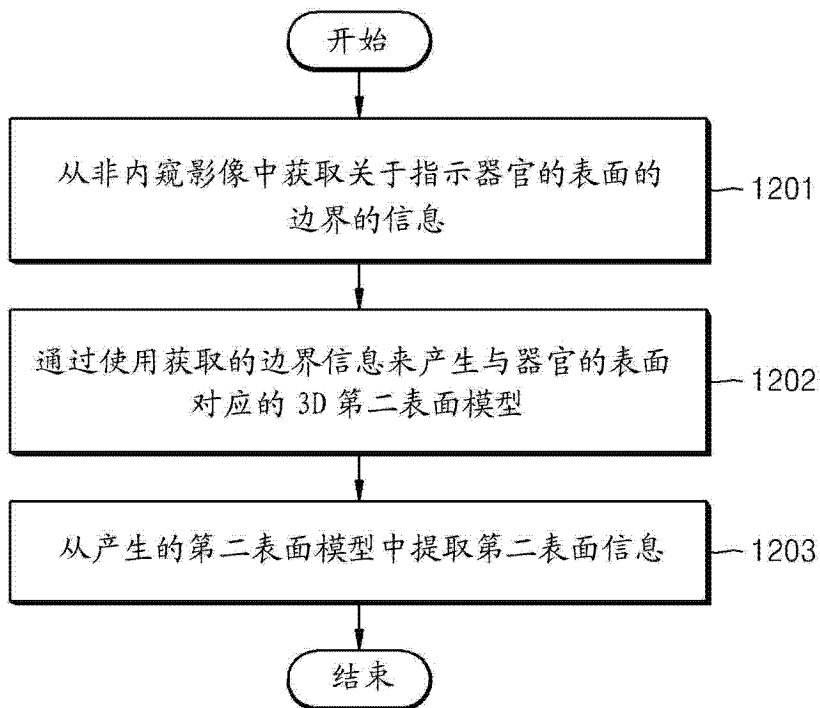 开始
从非内窥影像中获取关于指示器官的表面的
边界的信息
1201
通过使用获取的边界信息来产生与器官的表面
对应的 3D 第二表面模型
1202
从产生的第二表面模型中提取第二表面信息
1203
结束